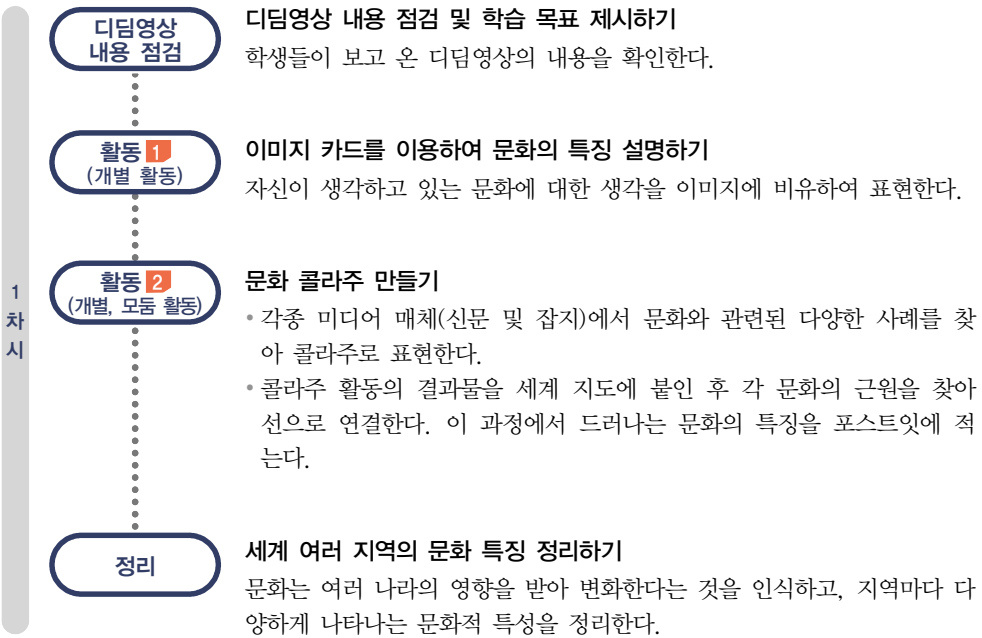 1
차
시
디딤영상
내용 점검
디딤영상 내용 점검 및 학습 목표 제시하기
학생들이 보고 온 디딤영상의 내용을 확인한다.
활동 1
(개별 활동)
이미지 카드를 이용하여 문화의 특징 설명하기
자신이 생각하고 있는 문화에 대한 생각을 이미지에 비유하여 표현한다.
활동 2
(개별, 모둠 활동)
문화 콜라주 만들기
• 각종 미디어 매체(신문 및 잡지)에서 문화와 관련된 다양한 사례를 찾
아 콜라주로 표현한다.
• 콜라주 활동의 결과물을 세계 지도에 붙인 후 각 문화의 근원을 찾아
선으로 연결한다. 이 과정에서 드러나는 문화의 특징을 포스트잇에 적
는다.
정리
세계 여러 지역의 문화 특징 정리하기
문화는 여러 나라의 영향을 받아 변화한다는 것을 인식하고, 지역마다 다
양하게 나타나는 문화적 특성을 정리한다.